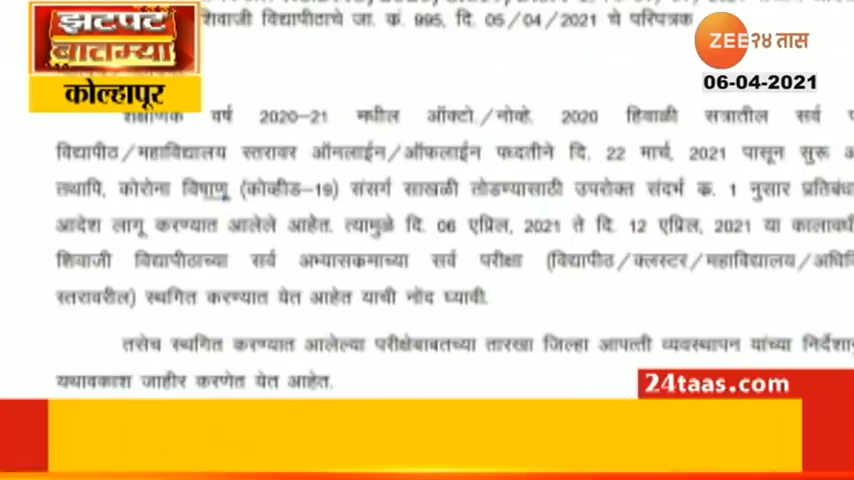 झटपट
बातम्या
कोल्हापूर
ZEE २४ तास
06-04-2021
शिवाजी विद्यापीठाचे जा. क्रं. 995, दि. 05/04/2021 चे परिपत्रक
शैक्षणिक वर्ष 2020-21 मधील ऑक्टो./नोव्हे. 2020 हिवाळी सत्रातील सर्व
विद्यापीठ/महाविद्यालय स्तरावर ऑनलाईन/ऑफलाईन पध्दतीने दि. 22 मार्च, 2021 पासून सुरू
तथापि, कोरोना विषाणू (कोव्हीड-19) संसर्ग साखळी तोडण्यासाठी उपरोक्त संदर्भ क्र. 1 नुसार
आदेश लागू करण्यात आलेले आहेत. त्यामुळे दि. 06 एप्रिल, 2021 ते दि. 12 एप्रिल, 2021 या
शिवाजी विद्यापीठाच्या सर्व अभ्यासक्रमाच्या सर्व परीक्षा (विद्यापीठ/क्लस्टर/महाविद्यालय/
स्तरावरील) स्थगित करण्यात येत आहेत याची नोंद घ्यावी.
तसेच स्थगित करण्यात आलेल्या परीक्षेबाबतच्या तारखा जिल्हा आपत्ती व्यवस्थापन यांच्या
यथावकाश जाहीर करणेत येत आहेत.
24taas.com